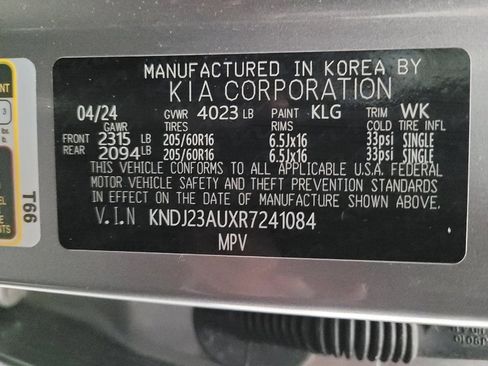 MANUFACTURED IN KOREA BY
KIA CORPORATION
04/24 GVWR 4023 LB PAINT KLG TRIM WK
GAWR TIRES RIMS COLD TIRE INFL
FRONT 2315 LB 205/60R16 6.5Jx16 33psi SINGLE
REAR 2094 LB 205/60R16 6.5Jx16 33psi SINGLE
THIS VEHICLE CONFORMS TO ALL APPLICABLE U.S.A. FEDERAL
MOTOR VEHICLE SAFETY AND THEFT PREVENTION STANDARDS
IN EFFECT ON THE DATE OF MANUFACTURE SHOWN ABOVE.
V.I.N KNDJ23AUXR7241084
MPV
T66
3
lbs.